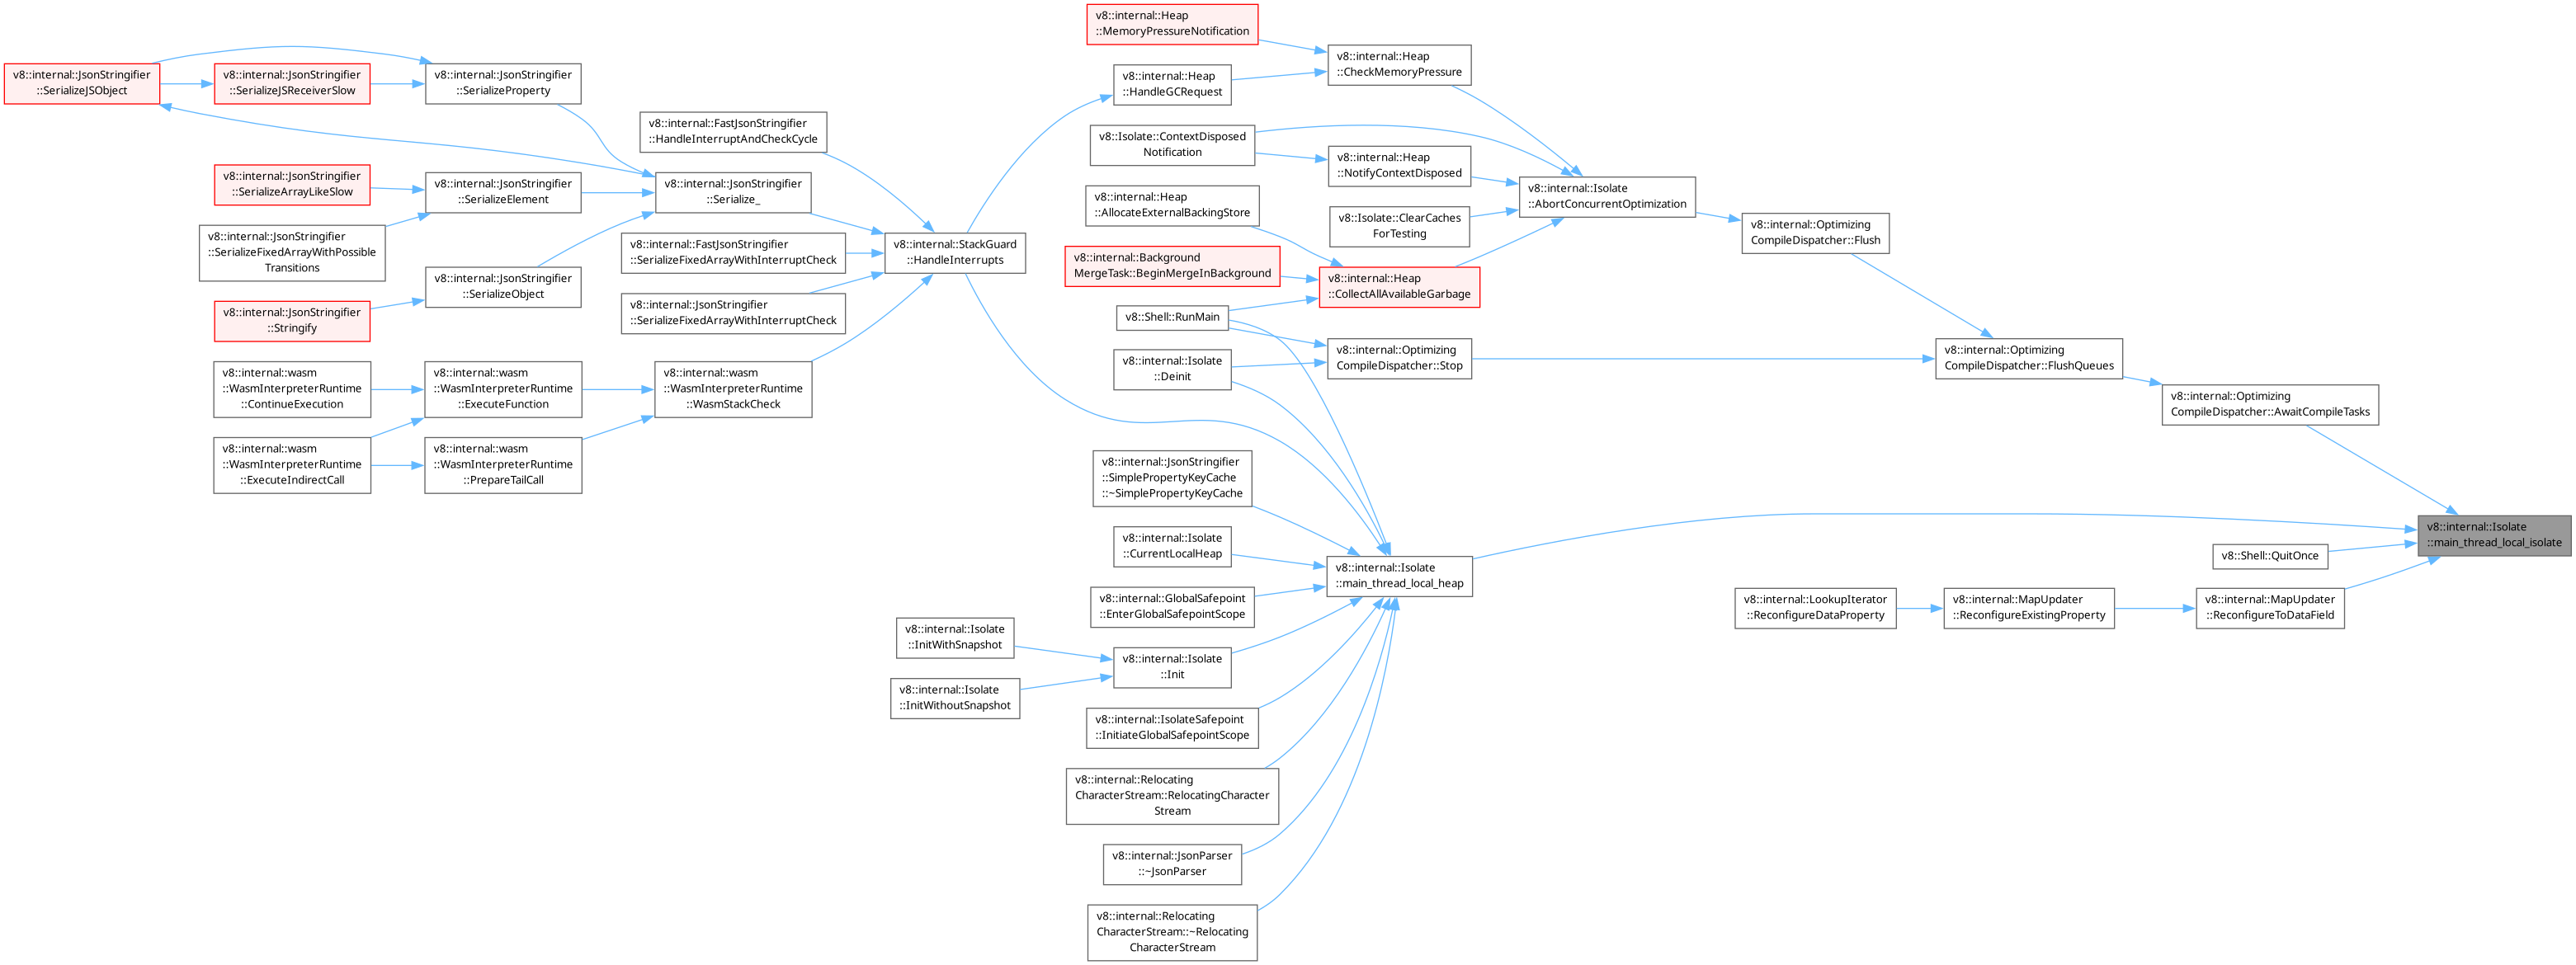 v8::internal::JsonStringifier
::SerializeJSObject
v8::internal::JsonStringifier
::SerializeJSReceiverSlow
v8::internal::JsonStringifier
::SerializeProperty
v8::internal::JsonStringifier
::SerializeArrayLikeSlow
v8::internal::JsonStringifier
::SerializeElement
v8::internal::JsonStringifier
::SerializeFixedArrayWithPossible
Transitions
v8::internal::JsonStringifier
::SerializeObject
v8::internal::JsonStringifier
::Stringify
v8::internal::wasm
::WasmInterpreterRuntime
::ContinueExecution
v8::internal::wasm
::WasmInterpreterRuntime
::ExecuteFunction
v8::internal::wasm
::WasmInterpreterRuntime
::ExecuteIndirectCall
v8::internal::wasm
::WasmInterpreterRuntime
::PrepareTailCall
v8::internal::FastJsonStringifier
::HandleInterruptAndCheckCycle
v8::internal::JsonStringifier
::Serialize_
v8::internal::FastJsonStringifier
::SerializeFixedArrayWithInterruptCheck
v8::internal::JsonStringifier
::SerializeFixedArrayWithInterruptCheck
v8::internal::wasm
::WasmInterpreterRuntime
::WasmStackCheck
v8::internal::StackGuard
::HandleInterrupts
v8::internal::Isolate
::InitWithSnapshot
v8::internal::Isolate
::InitWithoutSnapshot
v8::internal::Heap
::MemoryPressureNotification
v8::internal::Heap
::HandleGCRequest
v8::Isolate::ContextDisposed
Notification
v8::internal::Heap
::AllocateExternalBackingStore
v8::internal::Background
MergeTask::BeginMergeInBackground
v8::Shell::RunMain
v8::internal::Isolate
::Deinit
v8::internal::JsonStringifier
::SimplePropertyKeyCache
::~SimplePropertyKeyCache
v8::internal::Isolate
::CurrentLocalHeap
v8::internal::GlobalSafepoint
::EnterGlobalSafepointScope
v8::internal::Isolate
::Init
v8::internal::IsolateSafepoint
::InitiateGlobalSafepointScope
v8::internal::Relocating
CharacterStream::RelocatingCharacter
Stream
v8::internal::JsonParser
::~JsonParser
v8::internal::Relocating
CharacterStream::~Relocating
CharacterStream
v8::internal::Heap
::CheckMemoryPressure
v8::internal::Heap
::NotifyContextDisposed
v8::Isolate::ClearCaches
ForTesting
v8::internal::Heap
::CollectAllAvailableGarbage
v8::internal::Optimizing
CompileDispatcher::Stop
v8::internal::Isolate
::main_thread_local_heap
v8::internal::Isolate
::AbortConcurrentOptimization
v8::internal::Optimizing
CompileDispatcher::Flush
v8::internal::Optimizing
CompileDispatcher::FlushQueues
v8::internal::Optimizing
CompileDispatcher::AwaitCompileTasks
v8::internal::Isolate
::main_thread_local_isolate
v8::Shell::QuitOnce
v8::internal::LookupIterator
::ReconfigureDataProperty
v8::internal::MapUpdater
::ReconfigureExistingProperty
v8::internal::MapUpdater
::ReconfigureToDataField